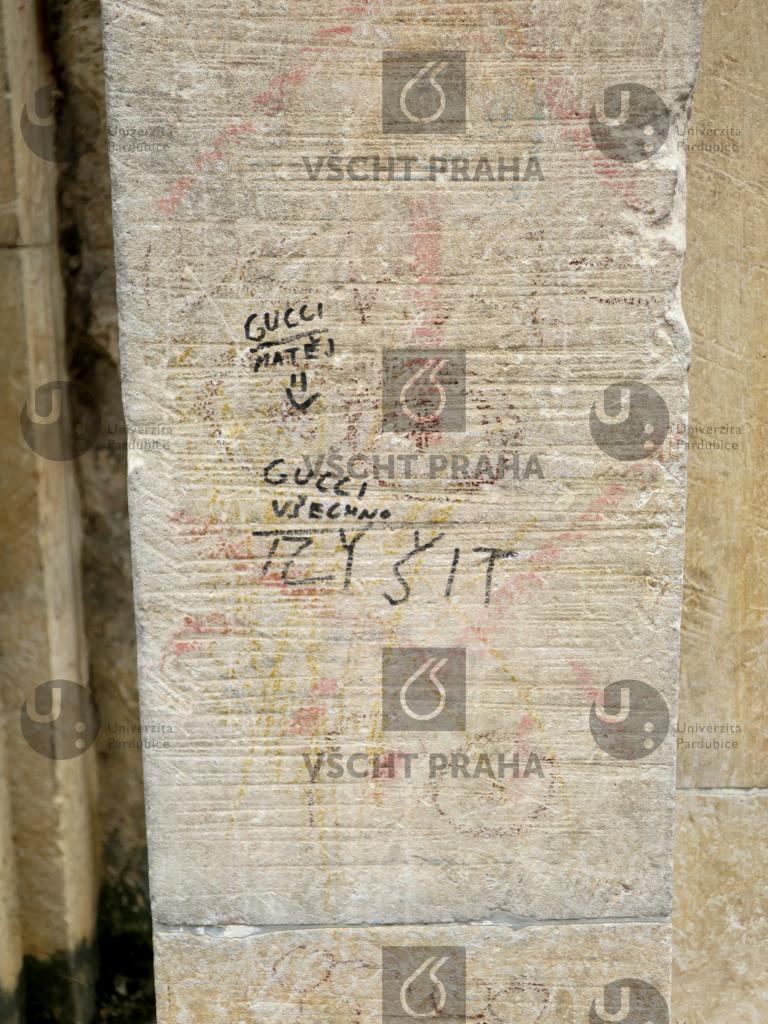 GUCCI
MATĚJ
GUCCI
VŠECHNO
TZY ŠIT
VŠCHT PRAHA
Univerzita
Pardubice
Univerzita
Pardubice
VŠCHT PRAHA
Univerzita
Pardubice
Univerzita
Pardubice
VŠCHT PRAHA
Univerzita
Pardubice
Univerzita
Pardubice